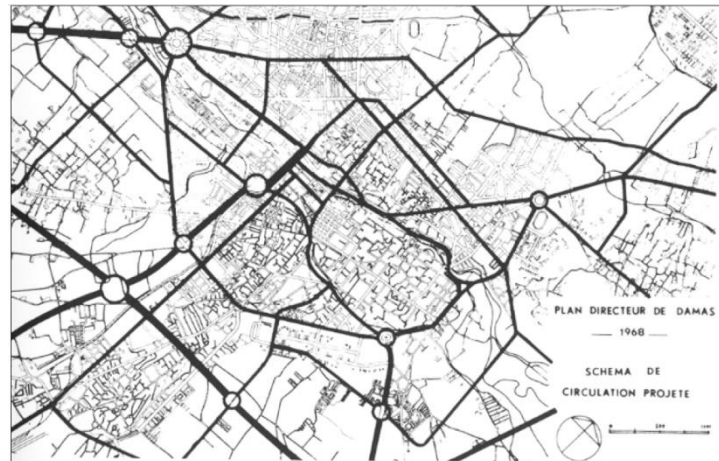 PLAN DIRECTEUR DE DAMAS
1968
SCHEMA DE
CIRCULATION PROJETE